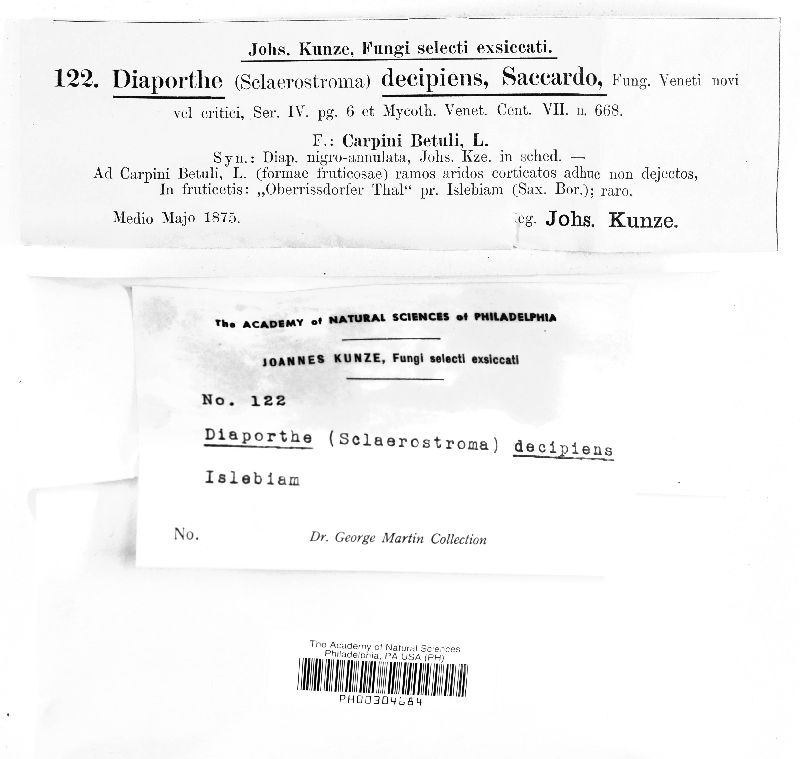 Johs. Kunze, Fungi selecti exsiccati.
122. Diaporthe (Sclaerostroma) decipiens, Saccardo, Fung. Veneti novi
vel critici, Ser. IV. pg. 6 et Mycoth. Venet. Cent. VII. n. 668.
F.: Carpini Betuli, L.
Syn.: Diap. nigro-annulata, Johs. Kze. in sched. —
Ad Carpini Betuli, L. (formae fruticosae) ramos aridos corticatos adhuc non dejectos,
In fruticetis: „Oberrissdorfer Thal“ pr. Islebiam (Sax. Bor.); raro.
Medio Majo 1875. eg. Johs. Kunze.
The ACADEMY of NATURAL SCIENCES of PHILADELPHIA
JOANNES KUNZE, Fungi selecti exsiccati
No. 122
Diaporthe (Sclaerostroma) decipiens
Islebiam
No. Dr. George Martin Collection
The Academy of Natural Sciences
Philadelphia, PA USA (PH)
PH00304684